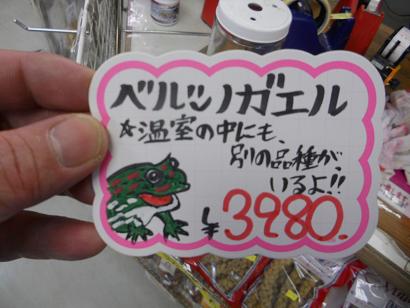 ベルツノガエル
☆温室の中にも、
別の品種が、
いるよ!!
¥3980.